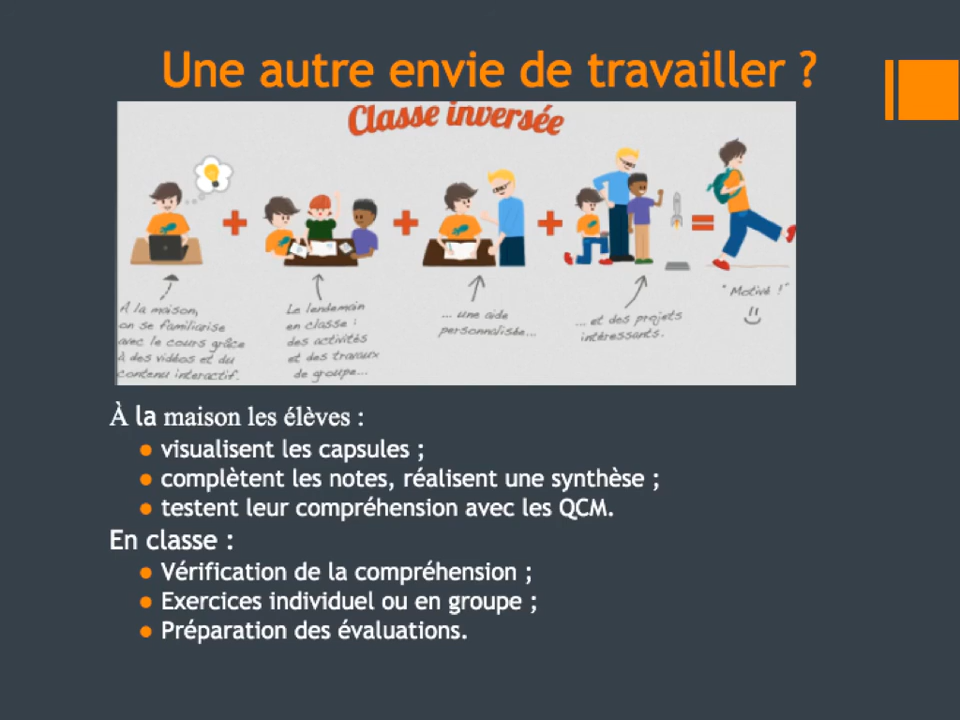 Une autre envie de travailler ?
Classe inversée
À la maison,
on se familiarise
avec le cours grâce
à des vidéos et du
contenu interactif.
Le lendemain
en classe :
des activités
et des travaux
de groupe...
... une aide
personnalisée...
... et des projets
intéressants.
" Motivé ! "
À la maison les élèves :
visualisent les capsules ;
complètent les notes, réalisent une synthèse ;
testent leur compréhension avec les QCM.
En classe :
Vérification de la compréhension ;
Exercices individuel ou en groupe ;
Préparation des évaluations.